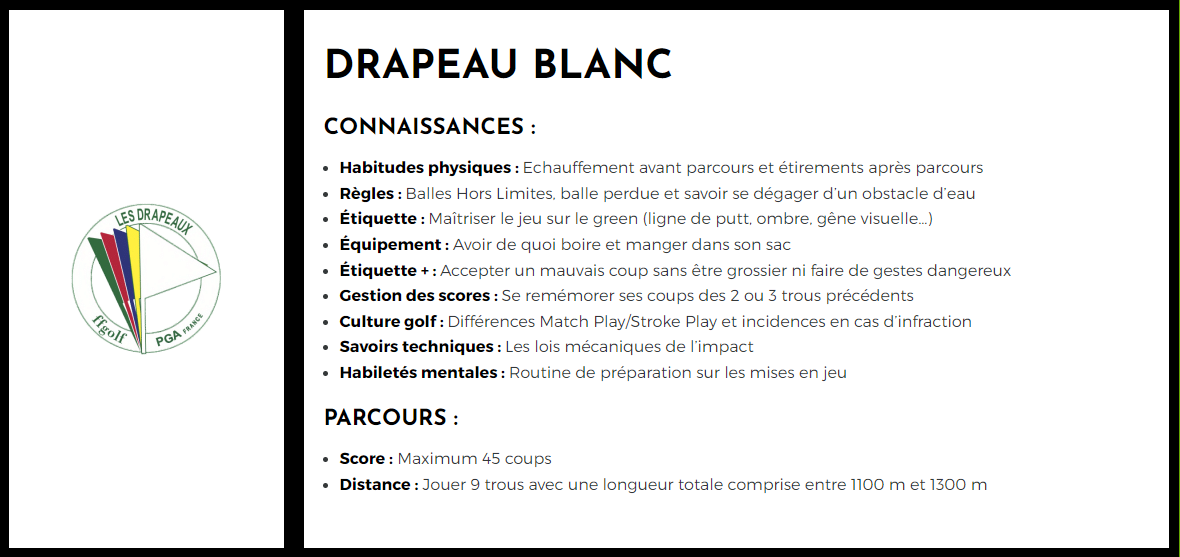 LES DRAPEAUX
ffgolf
PGA FRANCE
DRAPEAU BLANC
CONNAISSANCES :
• Habitudes physiques : Echauffement avant parcours et étirements après parcours
• Règles : Balles Hors Limites, balle perdue et savoir se dégager d’un obstacle d’eau
• Étiquette : Maîtriser le jeu sur le green (ligne de putt, ombre, gêne visuelle…)
• Équipement : Avoir de quoi boire et manger dans son sac
• Étiquette + : Accepter un mauvais coup sans être grossier ni faire de gestes dangereux
• Gestion des scores : Se remémorer ses coups des 2 ou 3 trous précédents
• Culture golf : Différences Match Play/Stroke Play et incidences en cas d’infraction
• Savoirs techniques : Les lois mécaniques de l’impact
• Habiletés mentales : Routine de préparation sur les mises en jeu
PARCOURS :
• Score : Maximum 45 coups
• Distance : Jouer 9 trous avec une longueur totale comprise entre 1100 m et 1300 m